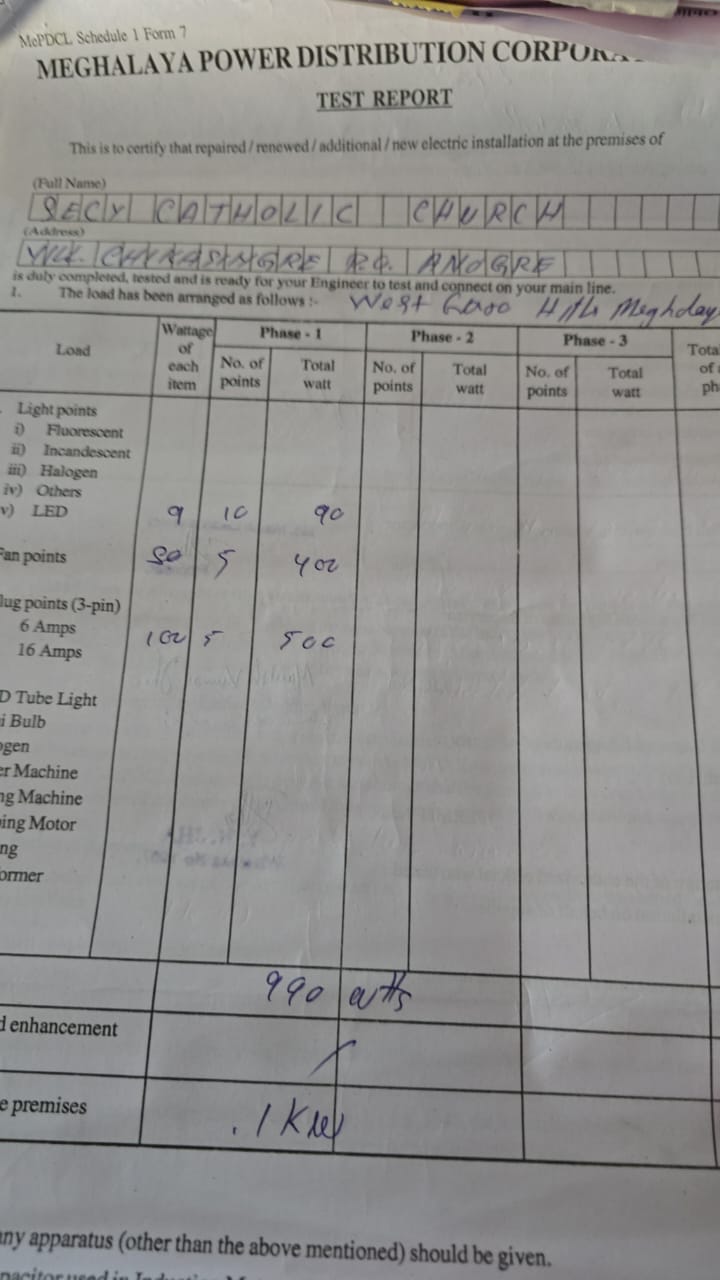 MePDCL Schedule 1 Form 7
MEGHALAYA POWER DISTRIBUTION
TEST REPORT
This is to certify that repaired / renewed / additional / new electric installation at the premises of
(Full Name)
SECY CATHOLIC CHURCH
(Address)
P.O. ANOGRE
is duly completed, tested and is ready for your Engineer to test and connect on your main line.
1. The load has been arranged as follows :- West Garo Hills Meghalay
Load Wattage of each item Phase - 1 Phase - 2 Phase - 3
No. of points Total watt No. of points Total watt No. of points Total watt
Light points
i) Fluorescent
ii) Incandescent
iii) Halogen
iv) Others
v) LED 9 10 90
Fan points 80 5 400
lug points (3-pin)
6 Amps
16 Amps 100 5 500
D Tube Light
i Bulb
ogen
er Machine
ng Machine
ing Motor
ng
ormer
990 watts
d enhancement
e premises .1 KW
any apparatus (other than the above mentioned) should be given.